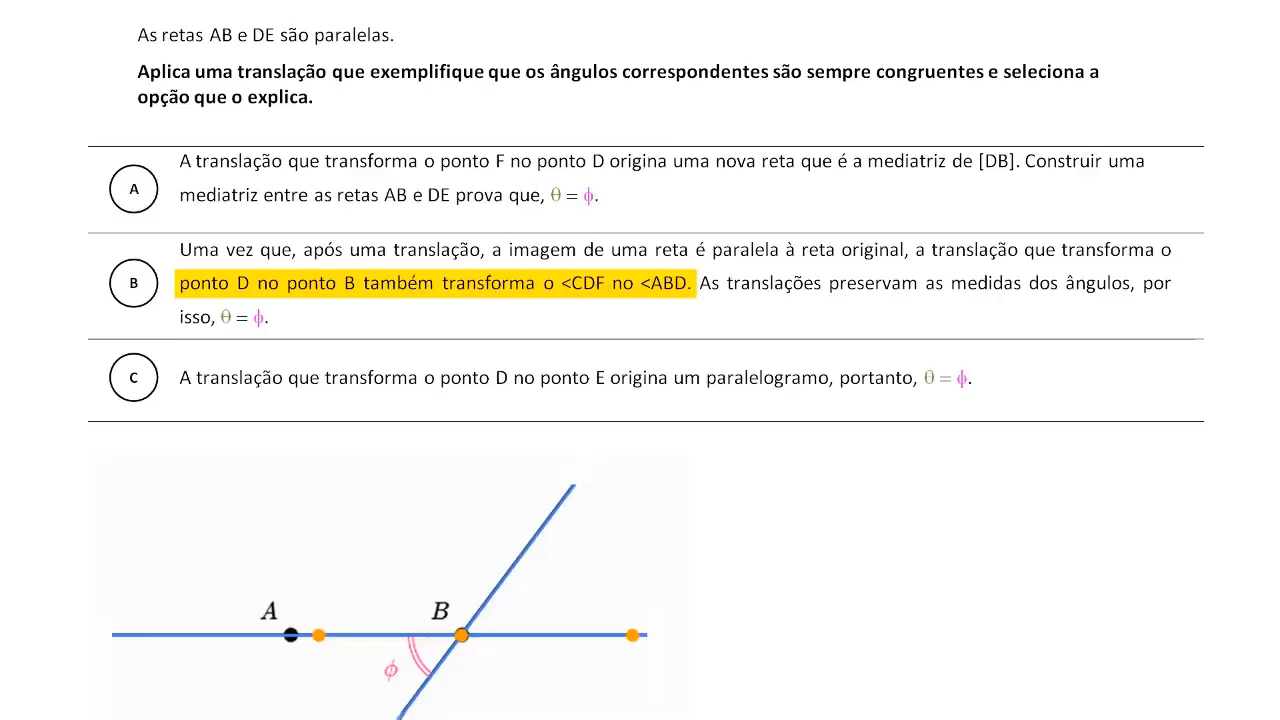 As retas AB e DE são paralelas.
Aplica uma translação que exemplifique que os ângulos correspondentes são sempre congruentes e seleciona a
opção que o explica.
A
A translação que transforma o ponto F no ponto D origina uma nova reta que é a mediatriz de [DB]. Construir uma
mediatriz entre as retas AB e DE prova que, θ = ϕ.
B
Uma vez que, após uma translação, a imagem de uma reta é paralela à reta original, a translação que transforma o
ponto D no ponto B também transforma o <CDF no <ABD. As translações preservam as medidas dos ângulos, por
isso, θ = ϕ.
C
A translação que transforma o ponto D no ponto E origina um paralelogramo, portanto, θ = ϕ.
A B
ϕ